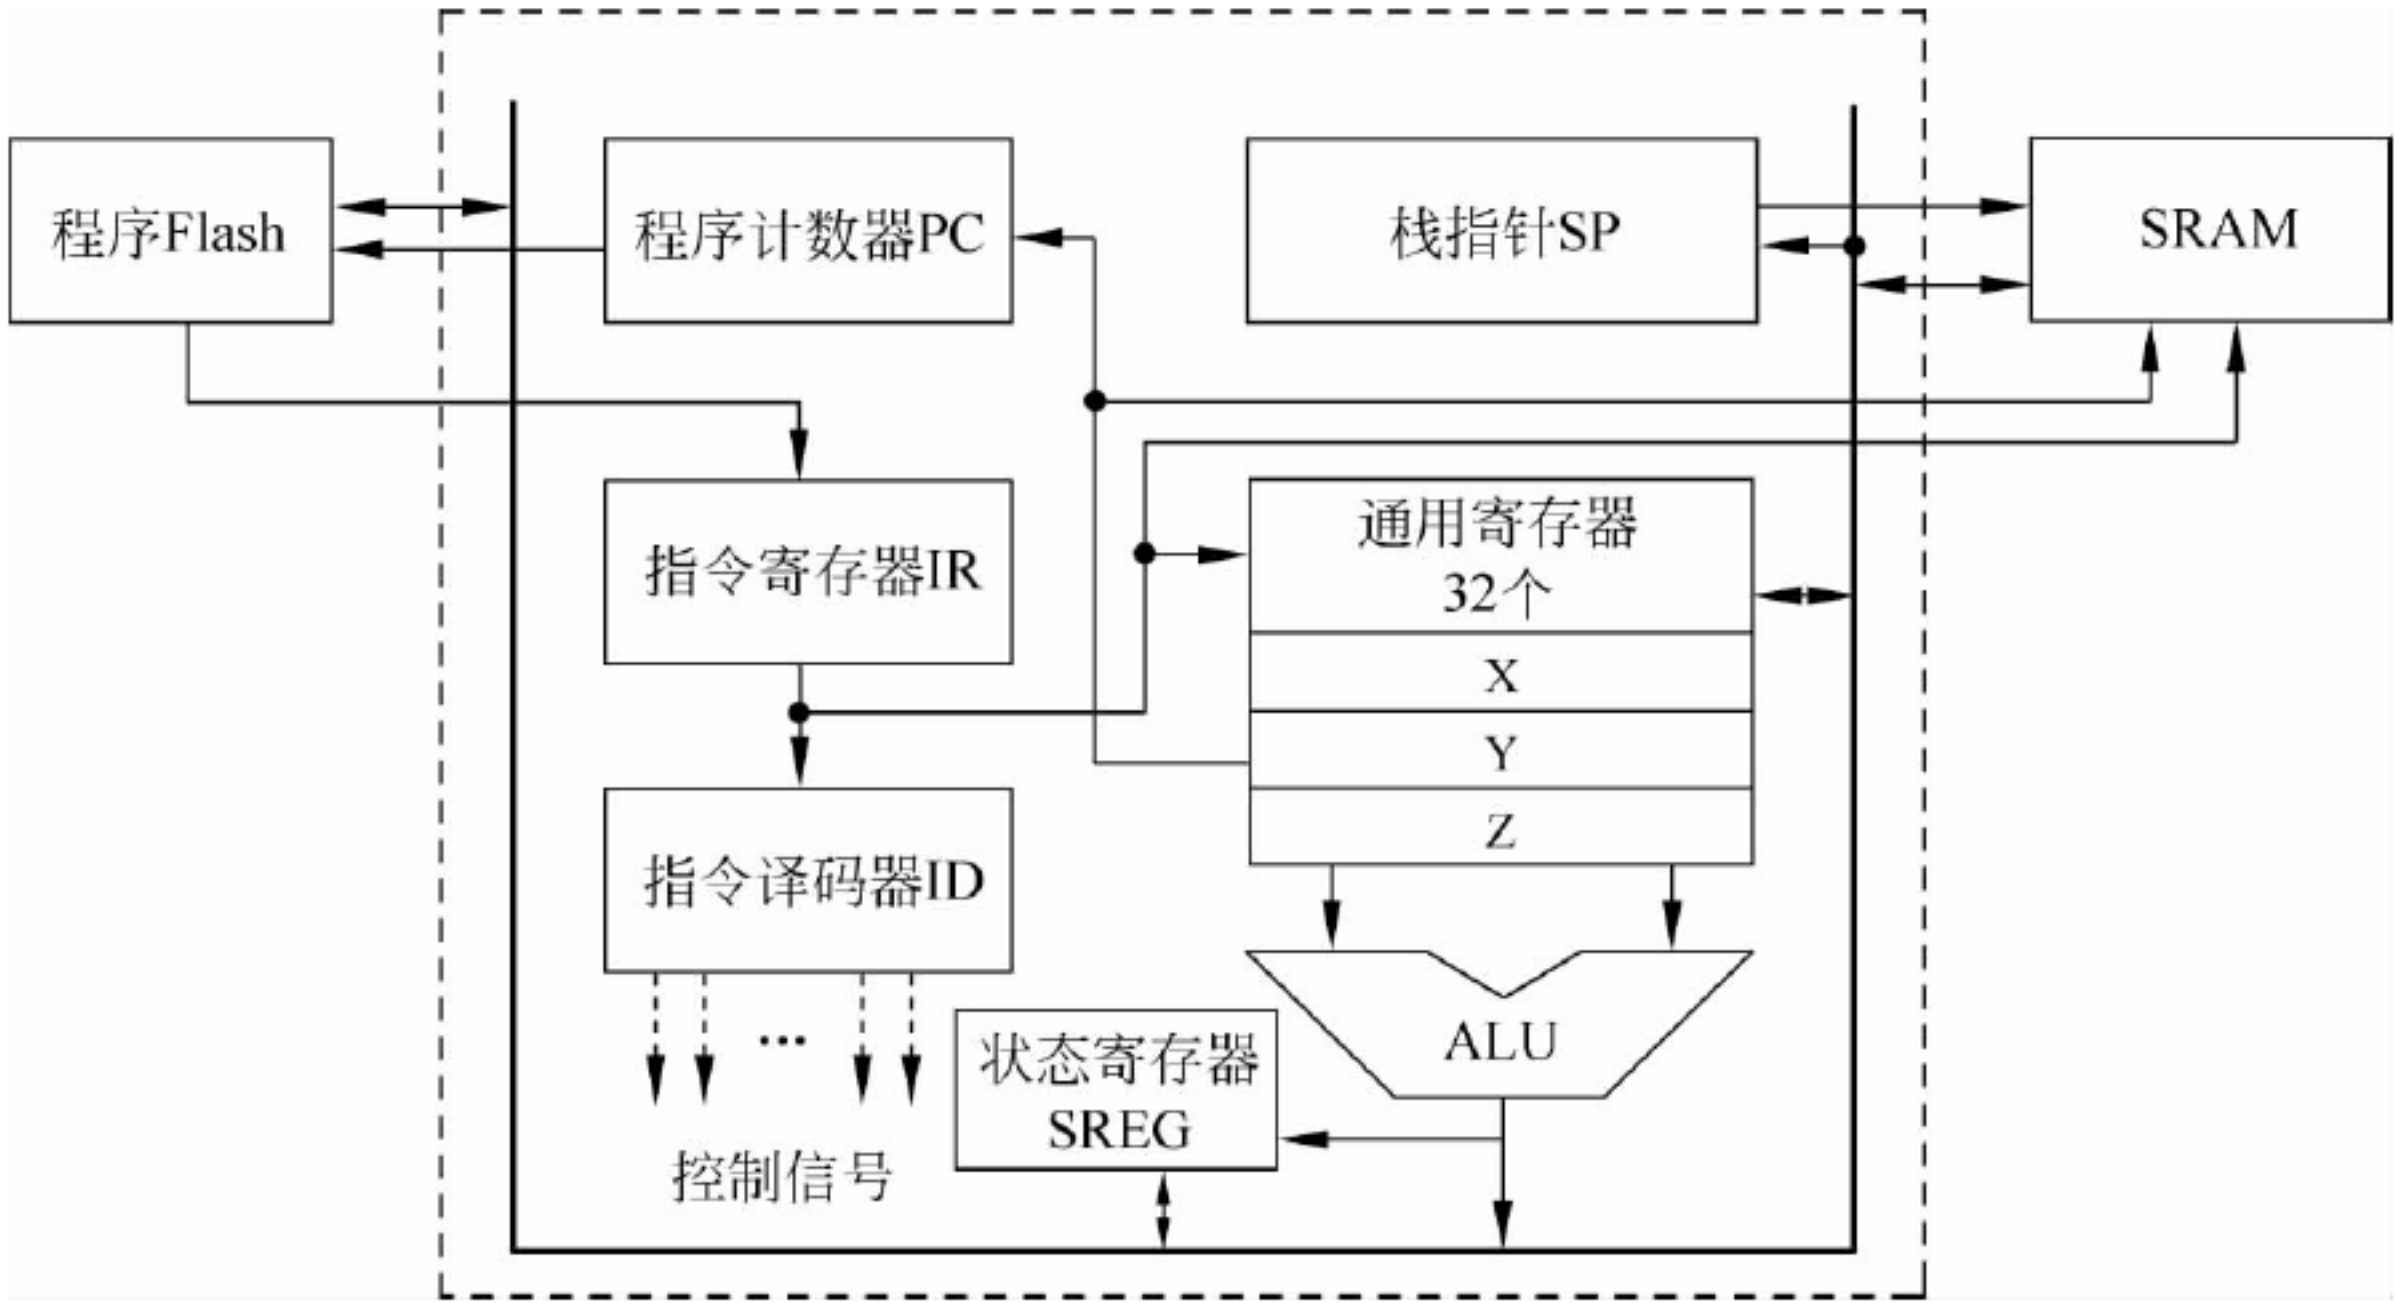 程序Flash
程序计数器PC
栈指针SP
SRAM
指令寄存器IR
通用寄存器
32个
X
Y
Z
指令译码器ID
...
控制信号
状态寄存器
SREG
ALU